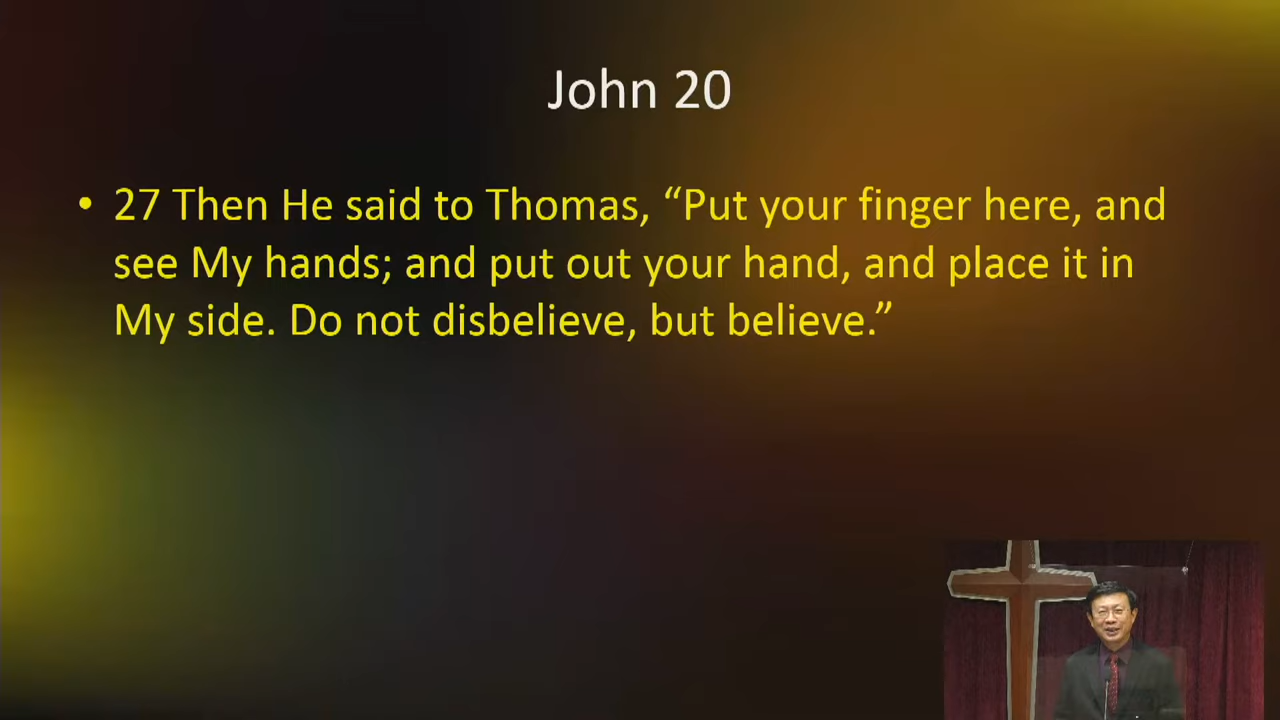 John 20
• 27 Then He said to Thomas, “Put your finger here, and
see My hands; and put out your hand, and place it in
My side. Do not disbelieve, but believe.”